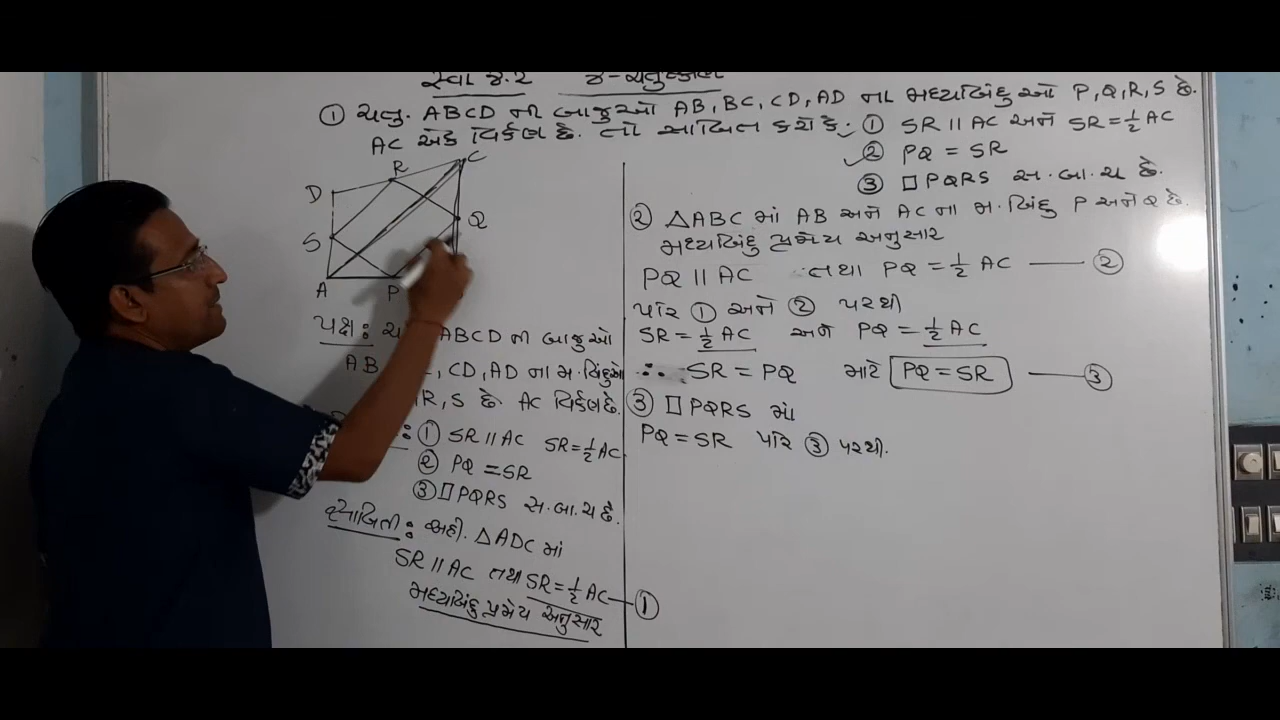 સ્વા ૪.૨ ૪-ચતુષ્કોણ
① ચતુ. ABCD ની બાજુઓ AB, BC, CD, AD ના મધ્યબિંદુઓ P, Q, R, S છે.
AC એક વિકર્ણ છે. તો સાબિત કરો કે. ① SR || AC અને SR = ½ AC
② PQ = SR
③ □ PQRS સ.બા.ચ છે.
D R C
S Q
A P
પક્ષ: ABCD ની બાજુઓ
AB, CD, AD ના મ.બિંદુઓ
R, S છે. AC વિકર્ણ છે.
① SR || AC SR = ½ AC
② PQ = SR
③ □ PQRS સ.બા.ચ છે.
સાબિતી: અહીં. △ADC માં
SR || AC તથા SR = ½ AC — ①
મધ્યબિંદુ પ્રમેય અનુસાર
② △ABC માં AB અને AC ના મ.બિંદુ P અને Q છે.
મધ્યબિંદુ પ્રમેય અનુસાર
PQ || AC તથા PQ = ½ AC — ②
પરિ ① અને ② પરથી
SR = ½ AC અને PQ = ½ AC
∴ SR = PQ માટે PQ = SR — ③
③ □ PQRS માં
PQ = SR પરિ ③ પરથી.